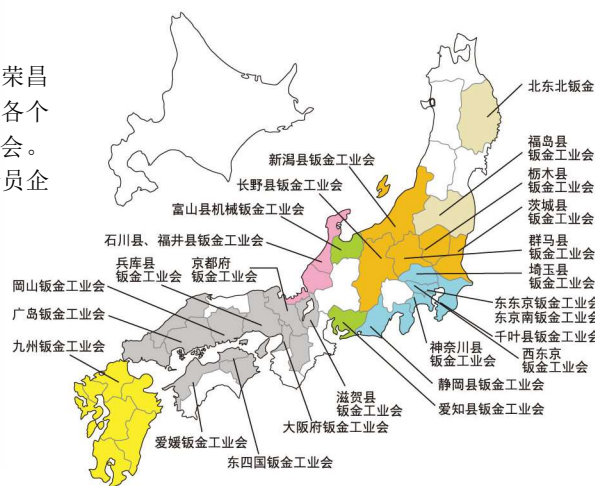 荣昌
各个
会。
员企
北东北钣金
福岛县
钣金工业会
栃木县
钣金工业会
茨城县
钣金工业会
群马县
钣金工业会
埼玉县
钣金工业会
东东京钣金工业会
东京南钣金工业会
千叶县钣金工业会
西东京
钣金工业会
神奈川县
钣金工业会
静冈县钣金工业会
爱知县钣金工业会
滋贺县
钣金工业会
大阪府钣金工业会
东四国钣金工业会
爱媛钣金工业会
新潟县钣金工业会
长野县钣金工业会
富山县机械钣金工业会
石川县、福井县钣金工业会
兵库县
钣金工业会
京都府
钣金工业会
冈山钣金工业会
广岛钣金工业会
九州钣金工业会